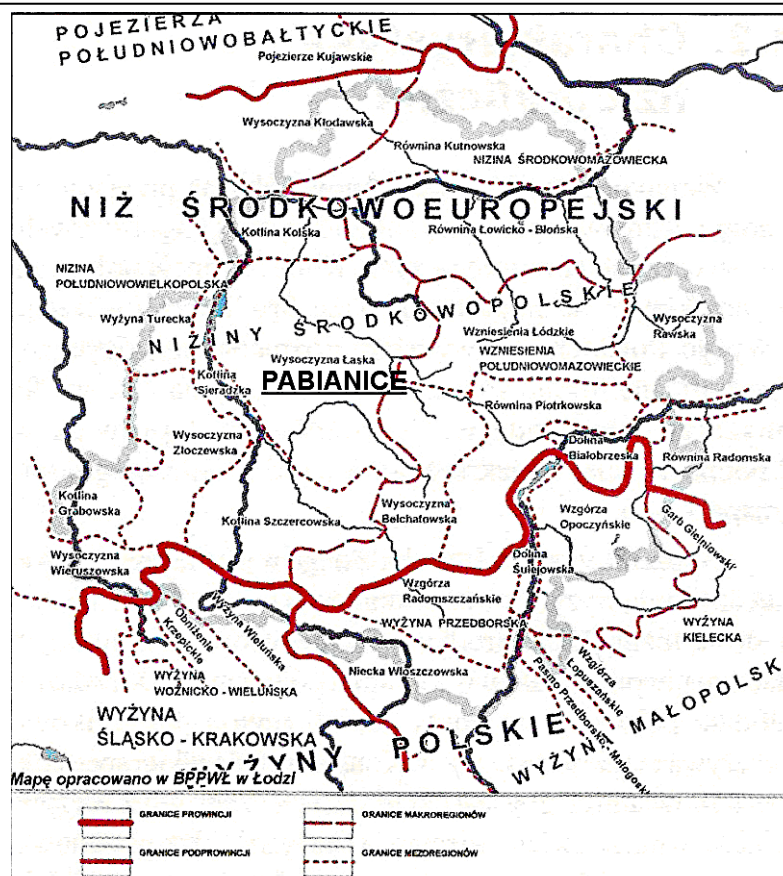 POJEZIERZA
POŁUDNIOWOBAŁTYCKIE
Pojezierze Kujawskie
Wysoczyzna Kłodawska
Równina Kutnowska
NIZINA ŚRODKOWOMAZOWIECKA
NIŻ ŚRODKOWOEUROPEJSKI
Kotlina Kolska
Równina Łowicko - Błońska
NIZINA
POŁUDNIOWOWIELKOPOLSKA
NIZINY ŚRODKOWOPOLSKIE
Wyżyna Turecka
Wzniesienia Łódzkie
Wysoczyzna
Rawska
Wysoczyzna Łaska
WZNIESIENIA
POŁUDNIOWOMAZOWIECKIE
Kotlina
Sieradzka
PABIANICE
Równina Piotrkowska
Wysoczyzna
Złoczewska
Dolina
Białobrzeska
Równina Radomska
Kotlina
Grabowska
Kotlina Szczercowska
Wysoczyzna
Bełchatowska
Wzgórza
Opoczyńskie
Garb Gielniowski
Wysoczyzna
Wieruszowska
Dolina
Sulejowska
Wzgórza
Radomszczańskie
Obniżenie
Krzepickie
Wyżyna Wieluńska
WYŻYNA PRZEDBORSKA
WYŻYNA
KIELECKA
WYŻYNA
WOŹNICKO - WIELUŃSKA
Niecka Włoszczowska
Wzgórza
Łopuszańskie
Pasmo Przedborsko - Małogoskie
WYŻYNA
ŚLĄSKO - KRAKOWSKA
WYŻYNY POLSKIE
WYŻYNA MAŁOPOLSK
Mapę opracowano w BPPWŁ w Łodzi
GRANICE PROWINCJI
GRANICE MAKROREGIONÓW
GRANICE PODPROWINCJI
GRANICE MEZOREGIONÓW